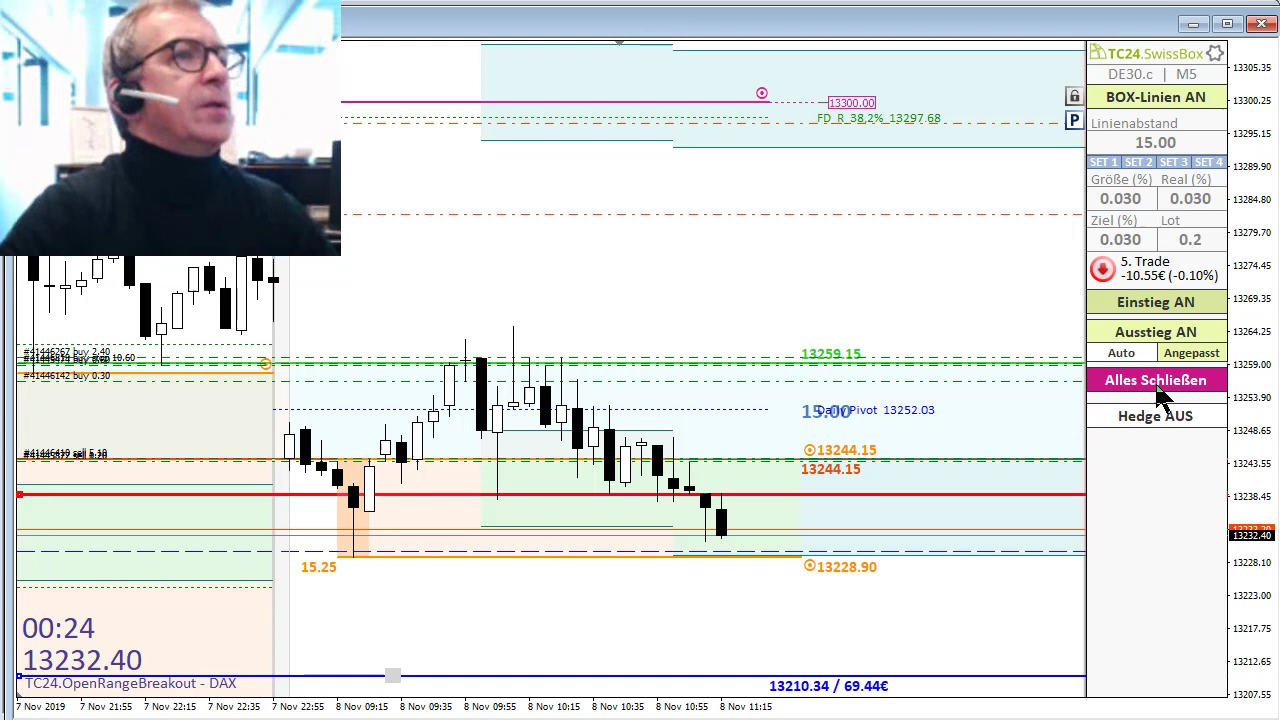 TC24.SwissBox
DE30.c | M5
BOX-Linien AN
Linienabstand
15.00
SET 1 SET 2 SET 3 SET 4
Größe (%) Real (%)
0.030 0.030
Ziel (%) Lot
0.030 0.2
5. Trade
-10.55€ (-0.10%)
Einstieg AN
Ausstieg AN
Auto Angepasst
Alles Schließen
Hedge AUS
P
13300.00
FD_R_38.2% 13297.68
#41446267 buy 2.40
#41446142 buy 0.30
13259.15
15.00
Daily Pivot 13252.03
13244.15
13244.15
15.25
13228.90
00:24
13232.40
TC24.OpenRangeBreakout - DAX
13210.34 / 69.44€
13305.35
13300.25
13295.15
13289.90
13284.80
13279.70
13274.45
13269.35
13264.25
13259.00
13253.90
13248.65
13243.55
13238.45
13232.40
13228.10
13223.00
13217.75
13212.65
13207.55
7 Nov 2019 7 Nov 21:55 7 Nov 22:15 7 Nov 22:35 7 Nov 22:55 8 Nov 09:15 8 Nov 09:35 8 Nov 09:55 8 Nov 10:15 8 Nov 10:35 8 Nov 10:55 8 Nov 11:15